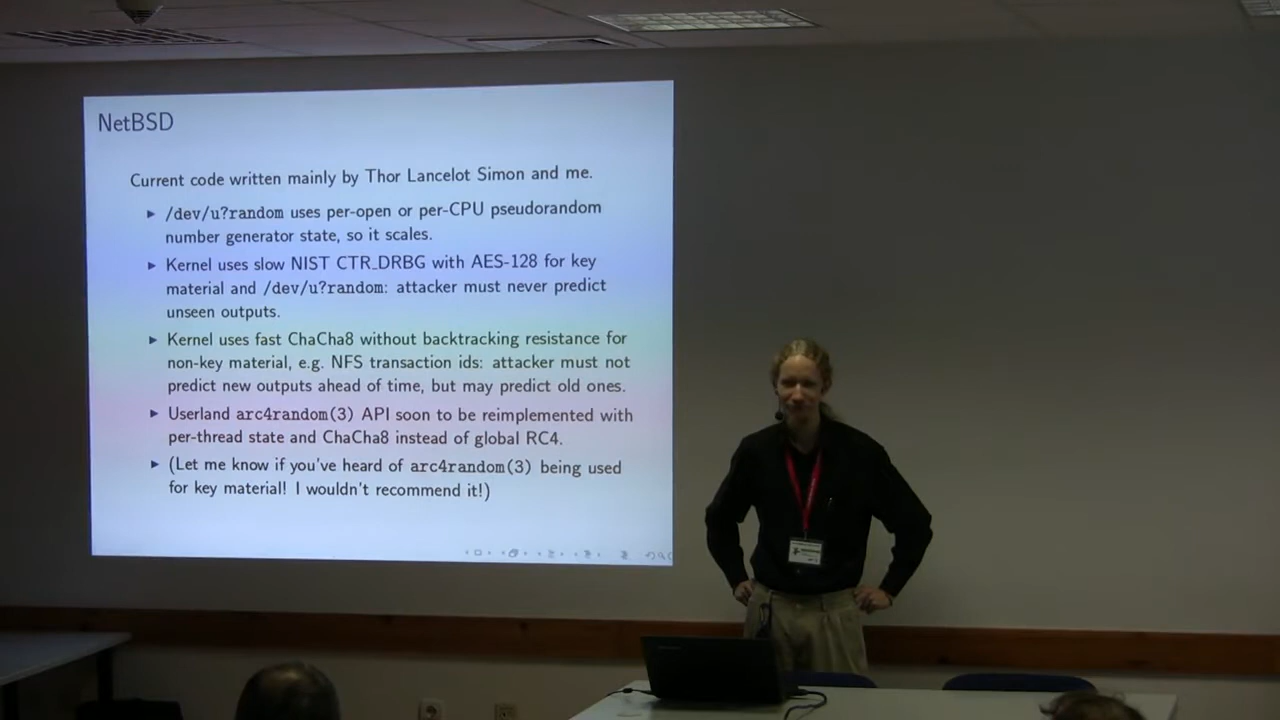 NetBSD
Current code written mainly by Thor Lancelot Simon and me.
▶ /dev/u?random uses per-open or per-CPU pseudorandom
number generator state, so it scales.
▶ Kernel uses slow NIST CTR_DRBG with AES-128 for key
material and /dev/u?random: attacker must never predict
unseen outputs.
▶ Kernel uses fast ChaCha8 without backtracking resistance for
non-key material, e.g. NFS transaction ids: attacker must not
predict new outputs ahead of time, but may predict old ones.
▶ Userland arc4random(3) API soon to be reimplemented with
per-thread state and ChaCha8 instead of global RC4.
▶ (Let me know if you've heard of arc4random(3) being used
for key material! I wouldn't recommend it!)